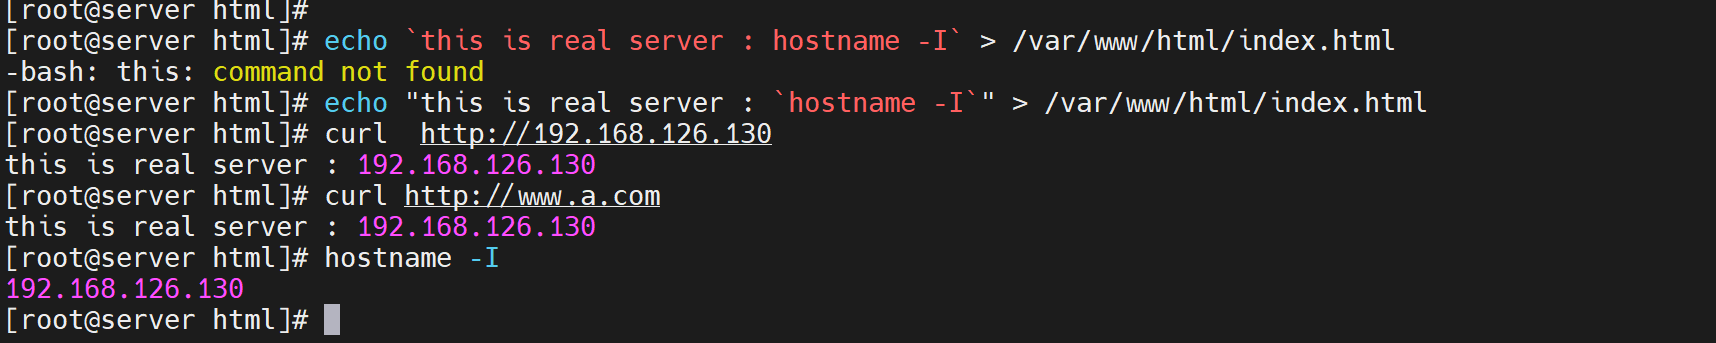 [root@server html]#
[root@server html]# echo `this is real server : hostname -I` > /var/www/html/index.html
-bash: this: command not found
[root@server html]# echo "this is real server : `hostname -I`" > /var/www/html/index.html
[root@server html]# curl  http://192.168.126.130
this is real server : 192.168.126.130
[root@server html]# curl http://www.a.com
this is real server : 192.168.126.130
[root@server html]# hostname -I
192.168.126.130
[root@server html]#